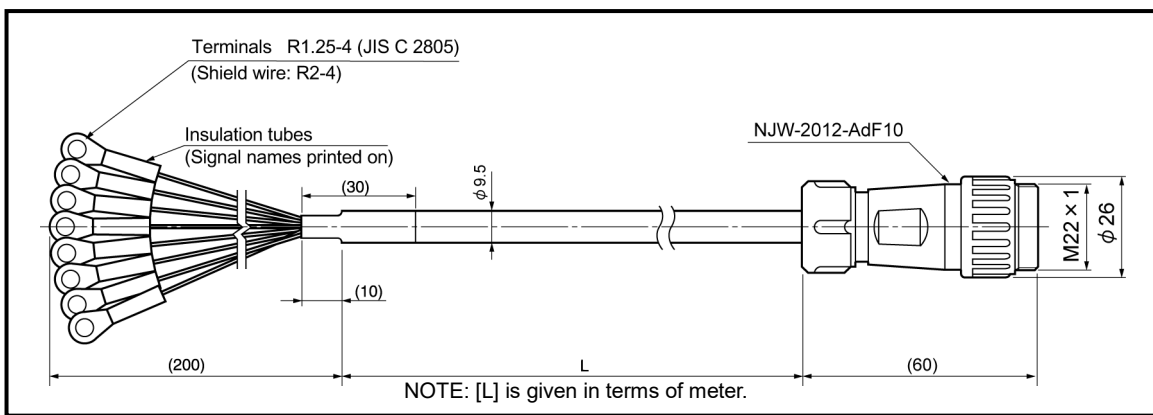 Terminals R1.25-4 (JIS C 2805)
(Shield wire: R2-4)
Insulation tubes
(Signal names printed on)
NJW-2012-AdF10
(30)
φ9.5
M22×1
φ26
(10)
(200)
L
(60)
NOTE: [L] is given in terms of meter.